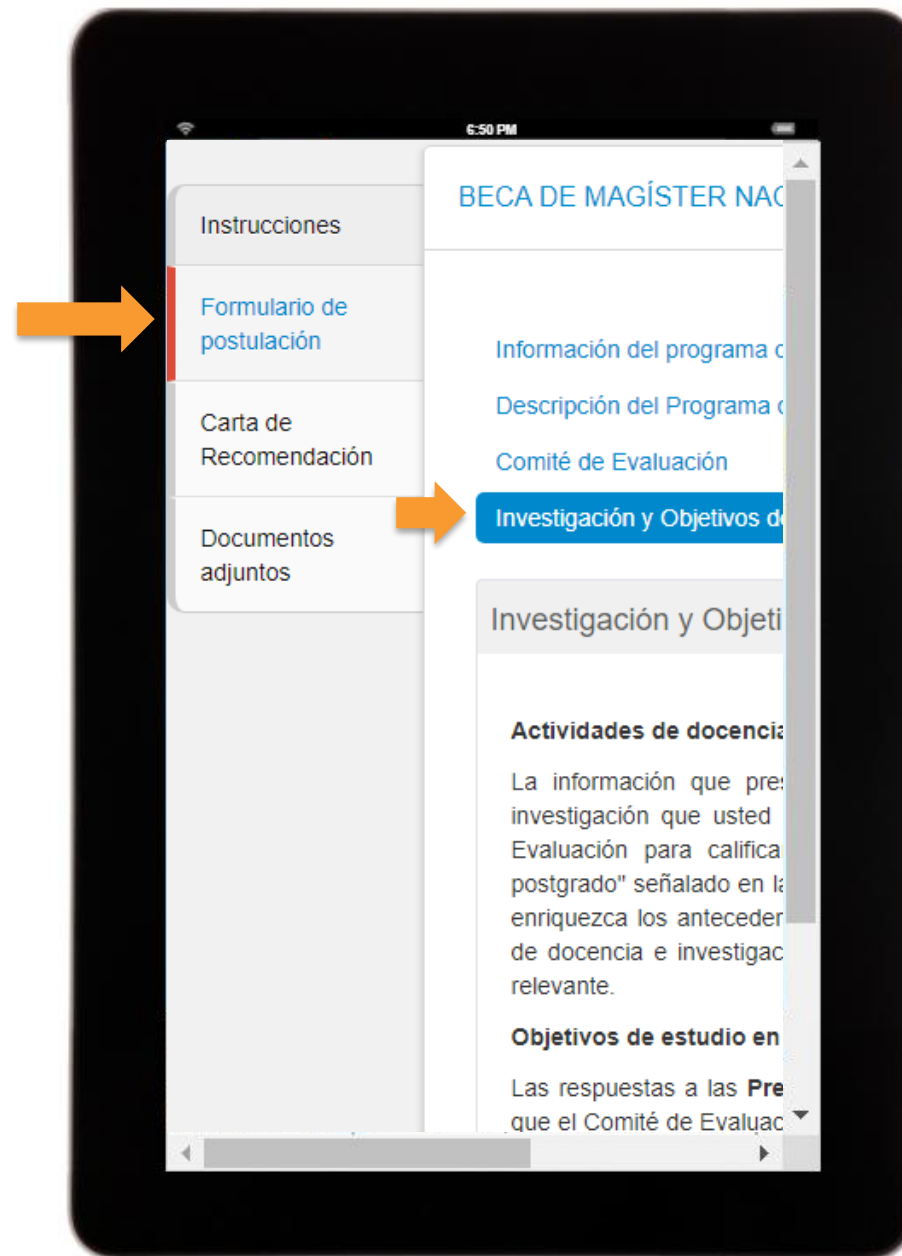 6:50 PM
Instrucciones
Formulario de
postulación
Carta de
Recomendación
Documentos
adjuntos
BECA DE MAGÍSTER NAC
Información del programa
Descripción del Programa
Comité de Evaluación
Investigación y Objetivos
Investigación y Objeti
Actividades de docencia
La información que pres
investigación que usted
Evaluación para califica
postgrado" señalado en la
enriquezca los anteceden
de docencia e investigac
relevante.
Objetivos de estudio en
Las respuestas a las Pre
que el Comité de Evaluac